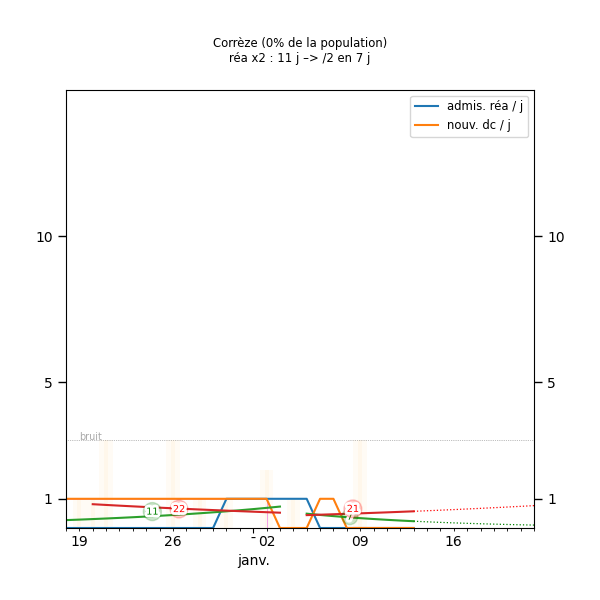 Corrèze (0% de la population)
réa x2 : 11 j –> /2 en 7 j
admis. réa / j
nouv. dc / j
10 10
5 5
bruit
1 1
11 22 21 7
19 26 - 02 09 16
janv.